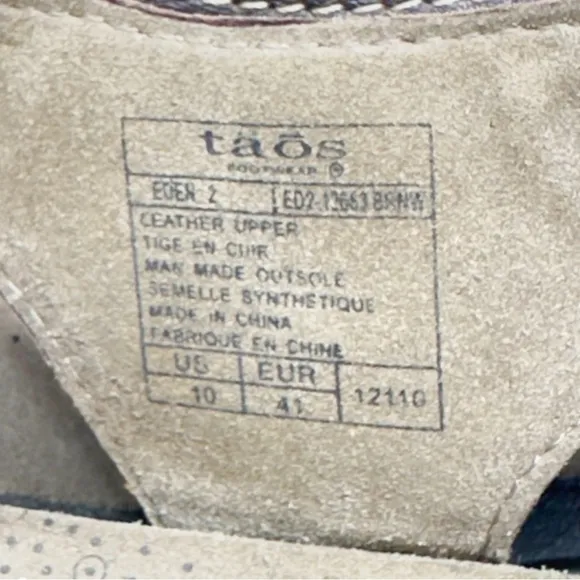 taōs
FOOTWEAR ®
EDEN 2 ED2-13663 BRNW
LEATHER UPPER
TIGE EN CUIR
MAN MADE OUTSOLE
SEMELLE SYNTHETIQUE
MADE IN CHINA
FABRIQUE EN CHINE
US EUR 12110
10 41